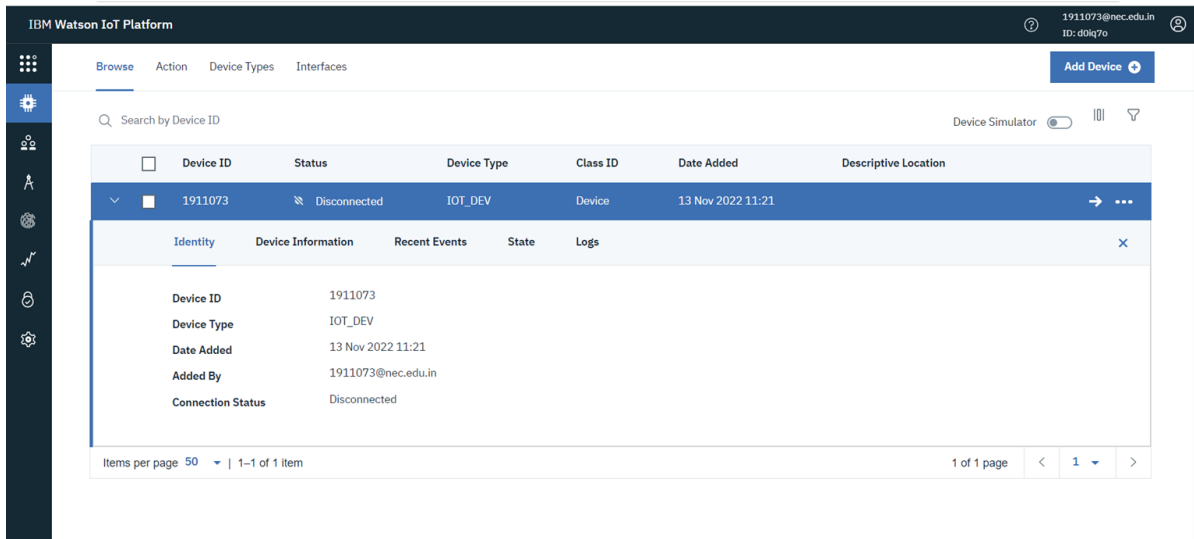 IBM Watson IoT Platform
1911073@nec.edu.in
ID: d0iq7o
Browse Action Device Types Interfaces
Add Device
Search by Device ID
Device Simulator
Device ID Status Device Type Class ID Date Added Descriptive Location
1911073 Disconnected IOT_DEV Device 13 Nov 2022 11:21
Identity Device Information Recent Events State Logs
Device ID 1911073
Device Type IOT_DEV
Date Added 13 Nov 2022 11:21
Added By 1911073@nec.edu.in
Connection Status Disconnected
Items per page 50 | 1–1 of 1 item 1 of 1 page 1